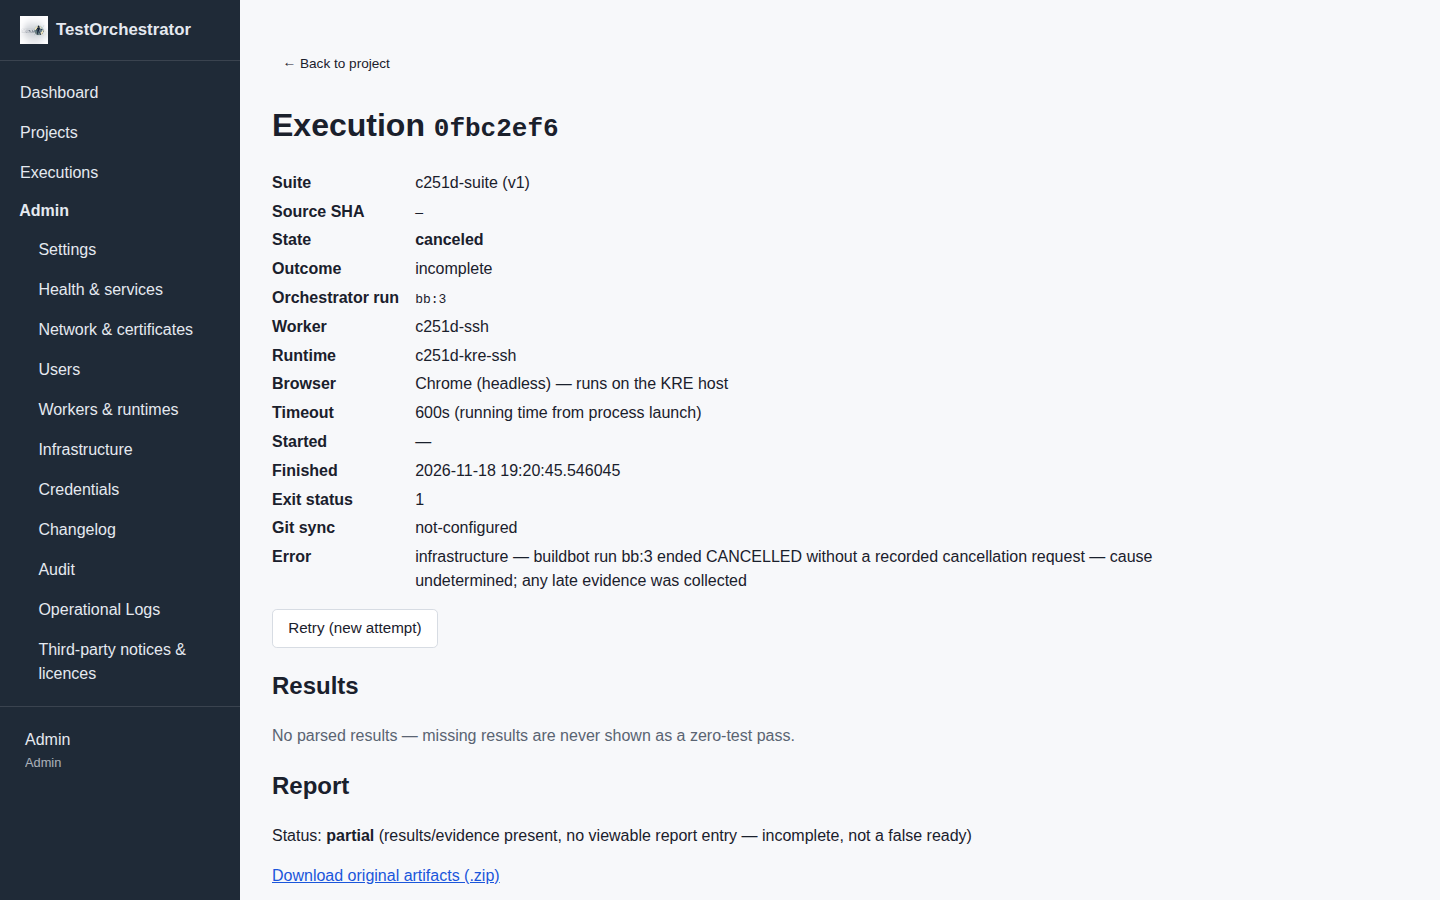 TestOrchestrator
Dashboard
Projects
Executions
Admin
Settings
Health & services
Network & certificates
Users
Workers & runtimes
Infrastructure
Credentials
Changelog
Audit
Operational Logs
Third-party notices &
licences
Admin
Admin
← Back to project
Execution 0fbc2ef6
Suite c251d-suite (v1)
Source SHA –
State canceled
Outcome incomplete
Orchestrator run bb:3
Worker c251d-ssh
Runtime c251d-kre-ssh
Browser Chrome (headless) — runs on the KRE host
Timeout 600s (running time from process launch)
Started —
Finished 2026-11-18 19:20:45.546045
Exit status 1
Git sync not-configured
Error infrastructure — buildbot run bb:3 ended CANCELLED without a recorded cancellation request — cause
undetermined; any late evidence was collected
Retry (new attempt)
Results
No parsed results — missing results are never shown as a zero-test pass.
Report
Status: partial (results/evidence present, no viewable report entry — incomplete, not a false ready)
Download original artifacts (.zip)